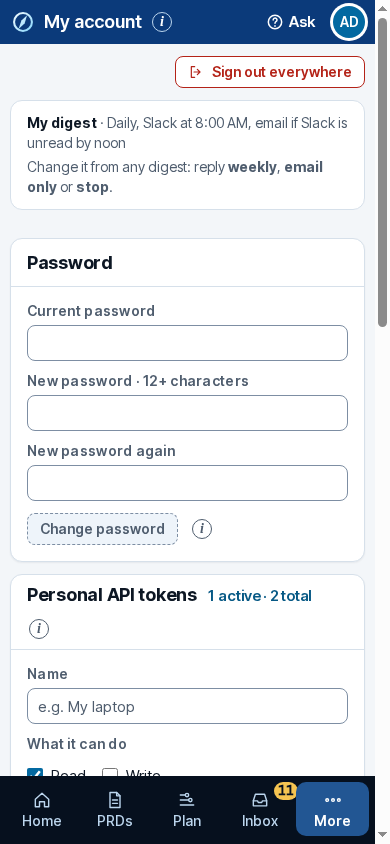 My account i Ask AD
Sign out everywhere
My digest · Daily, Slack at 8:00 AM, email if Slack is
unread by noon
Change it from any digest: reply weekly, email
only or stop.
Password
Current password
New password · 12+ characters
New password again
Change password i
Personal API tokens 1 active · 2 total
i
Name
e.g. My laptop
What it can do
Read Write
11
Home PRDs Plan Inbox More